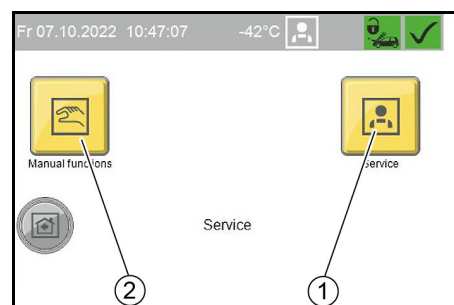 Fr 07.10.2022 10:47:07 -42°C
Manual functions
Service
Service
2
1